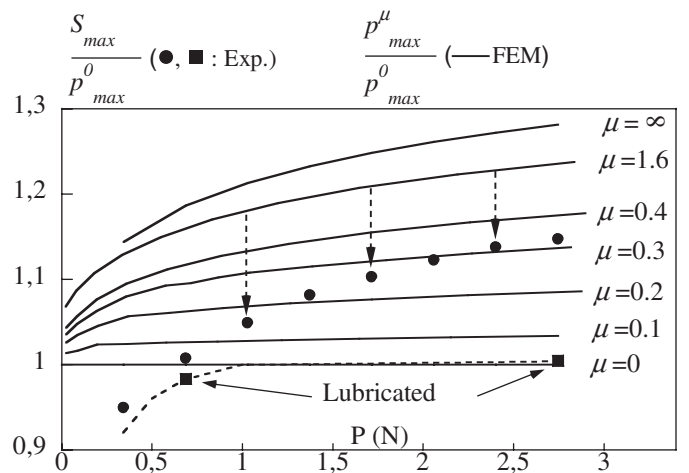 S_max / p^0_max (●, ■ : Exp.)
p^μ_max / p^0_max (—FEM)
1,3
μ = ∞
1,2
μ=1.6
μ=0.4
1,1
μ=0.3
μ=0.2
μ=0.1
1
μ=0
Lubricated
P (N)
0,9
0 0,5 1 1,5 2 2,5 3